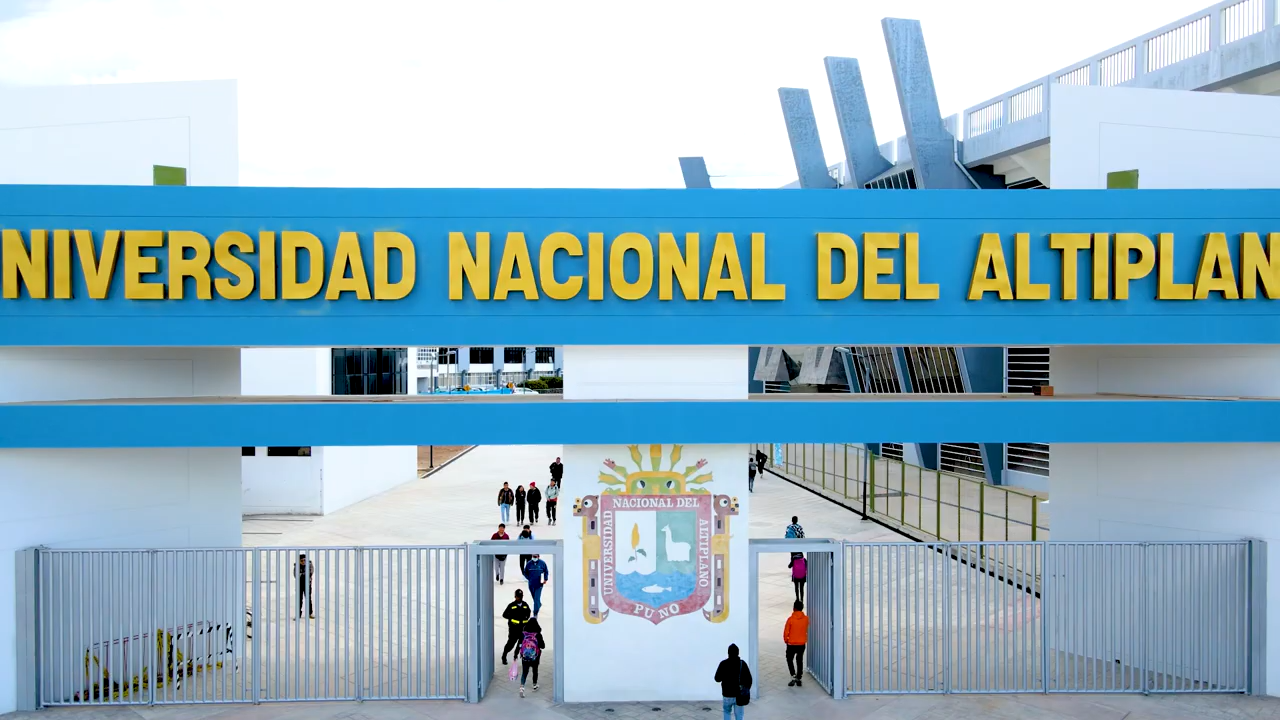 NIVERSIDAD NACIONAL DEL ALTIPLAN
NACIONAL DEL
UNIVERSIDAD
ALTIPLANO
PUNO